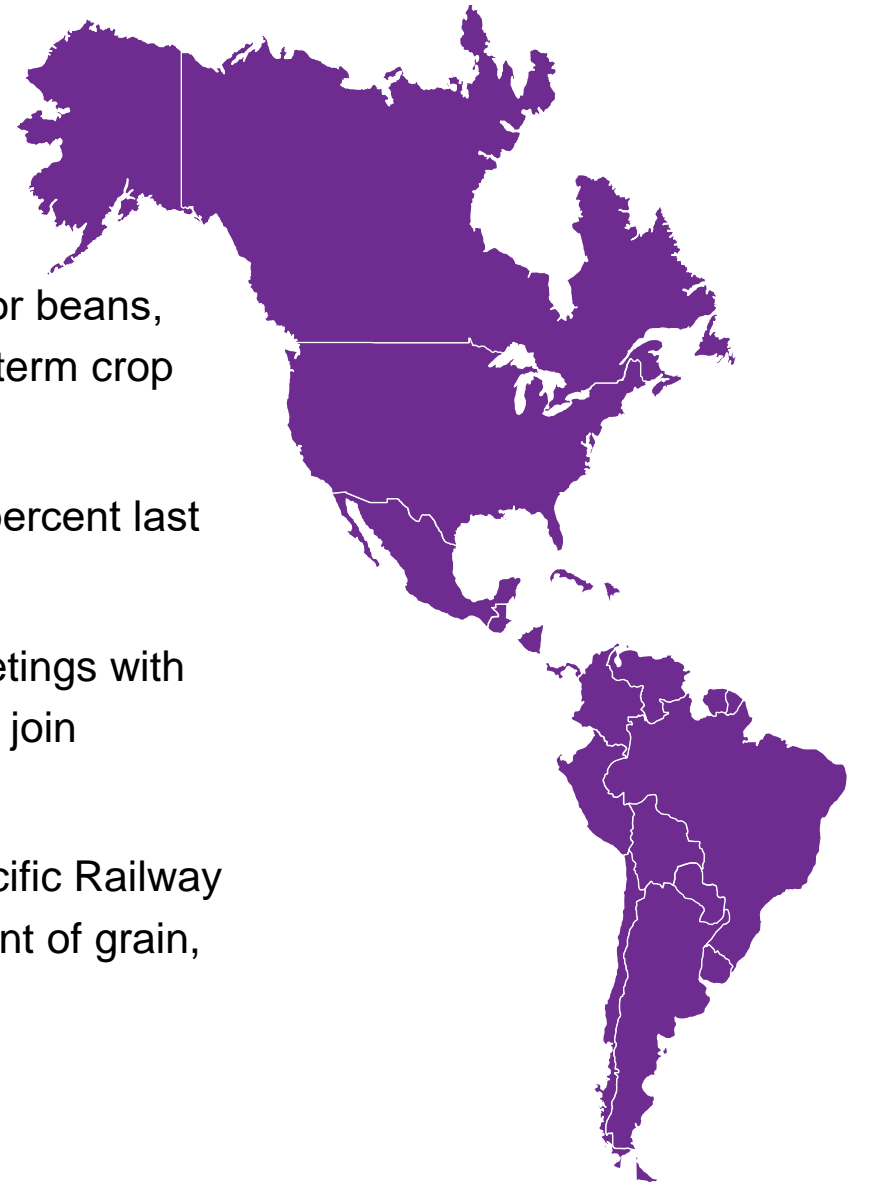 or beans,
term crop
percent last
etings with
join
cific Railway
nt of grain,